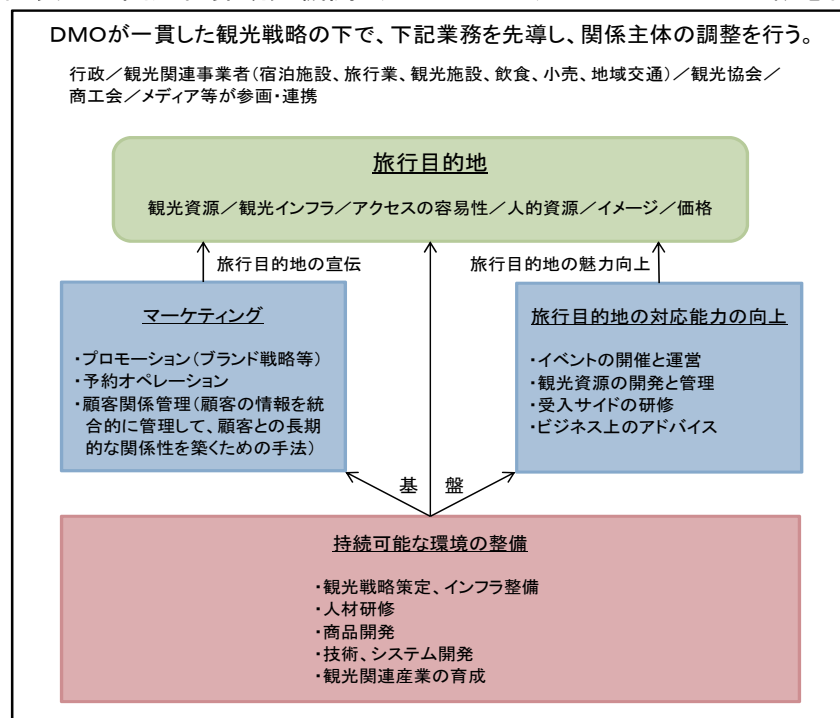 DMOが一貫した観光戦略の下で、下記業務を先導し、関係主体の調整を行う。
行政／観光関連事業者(宿泊施設、旅行業、観光施設、飲食、小売、地域交通)／観光協会／
商工会／メディア等が参画・連携
旅行目的地
観光資源／観光インフラ／アクセスの容易性／人的資源／イメージ／価格
旅行目的地の宣伝
旅行目的地の魅力向上
マーケティング
・プロモーション(ブランド戦略等)
・予約オペレーション
・顧客関係管理(顧客の情報を統
合的に管理して、顧客との長期
的な関係性を築くための手法)
旅行目的地の対応能力の向上
・イベントの開催と運営
・観光資源の開発と管理
・受入サイドの研修
・ビジネス上のアドバイス
基 盤
持続可能な環境の整備
・観光戦略策定、インフラ整備
・人材研修
・商品開発
・技術、システム開発
・観光関連産業の育成